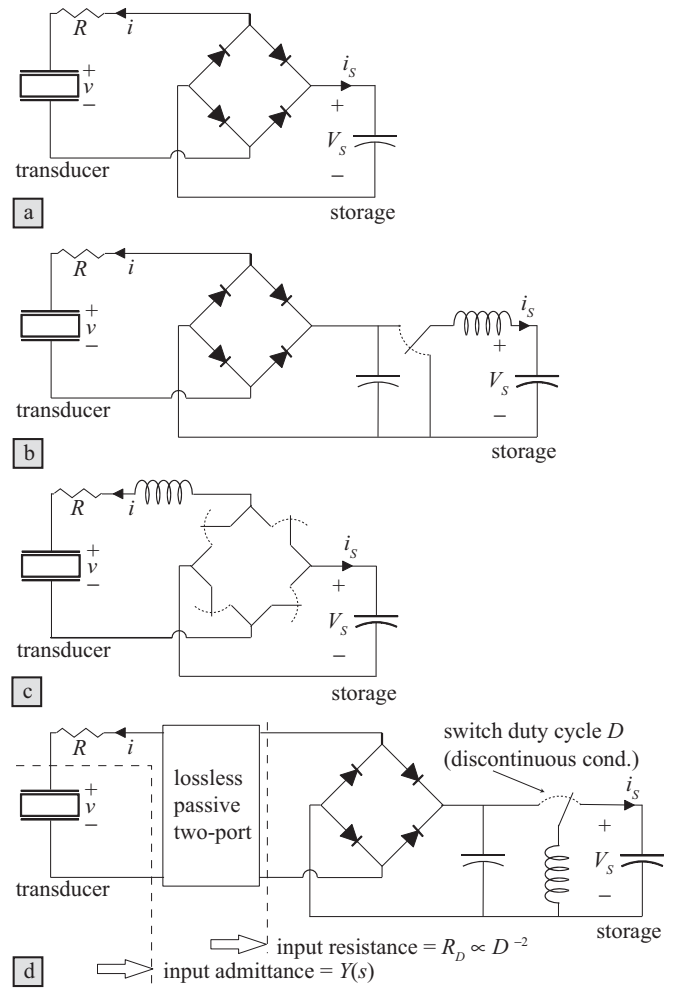 R i
+
v
−
i_S
+
V_S
−
transducer
storage
a
R i
+
v
−
i_S
+
V_S
−
transducer
storage
b
R i
+
v
−
i_S
+
V_S
−
transducer
storage
c
R i
switch duty cycle D
(discontinuous cond.)
lossless
passive
two-port
+
v
−
i_S
+
V_S
−
transducer
storage
input resistance = R_D ∝ D⁻²
input admittance = Y(s)
d